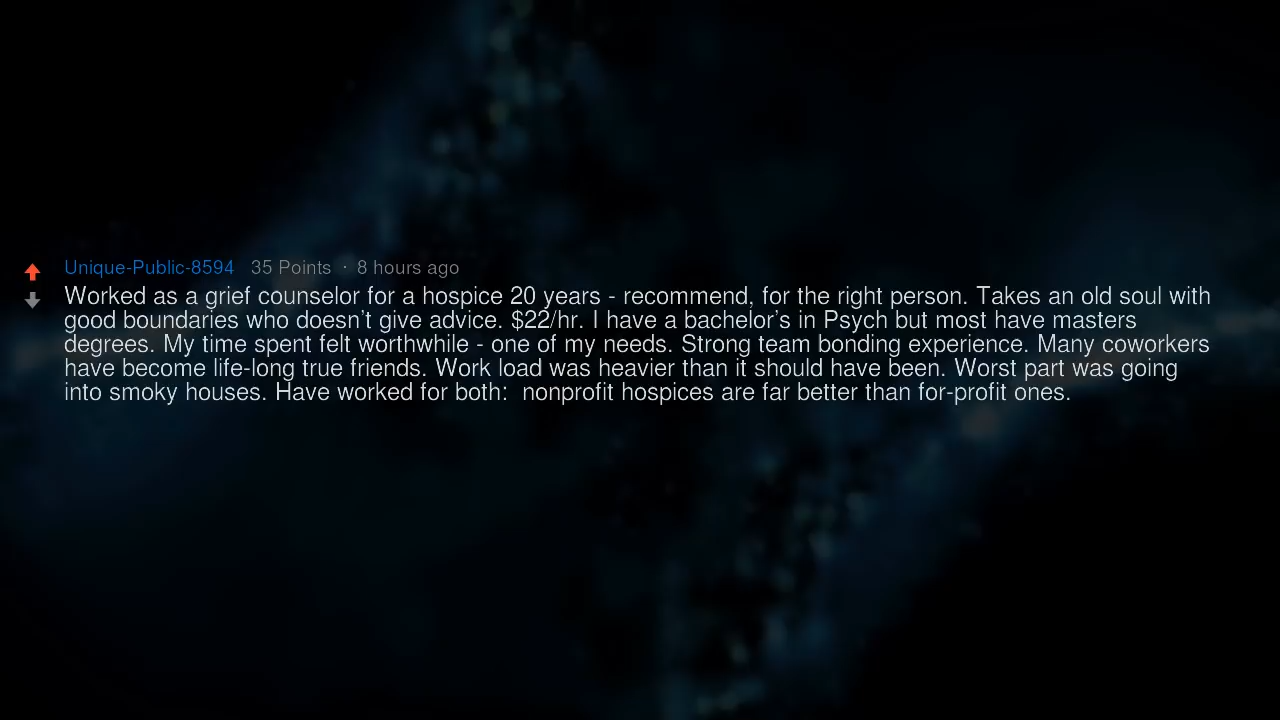 Unique-Public-8594 35 Points · 8 hours ago
Worked as a grief counselor for a hospice 20 years - recommend, for the right person. Takes an old soul with
good boundaries who doesn’t give advice. $22/hr. I have a bachelor’s in Psych but most have masters
degrees. My time spent felt worthwhile - one of my needs. Strong team bonding experience. Many coworkers
have become life-long true friends. Work load was heavier than it should have been. Worst part was going
into smoky houses. Have worked for both:  nonprofit hospices are far better than for-profit ones.